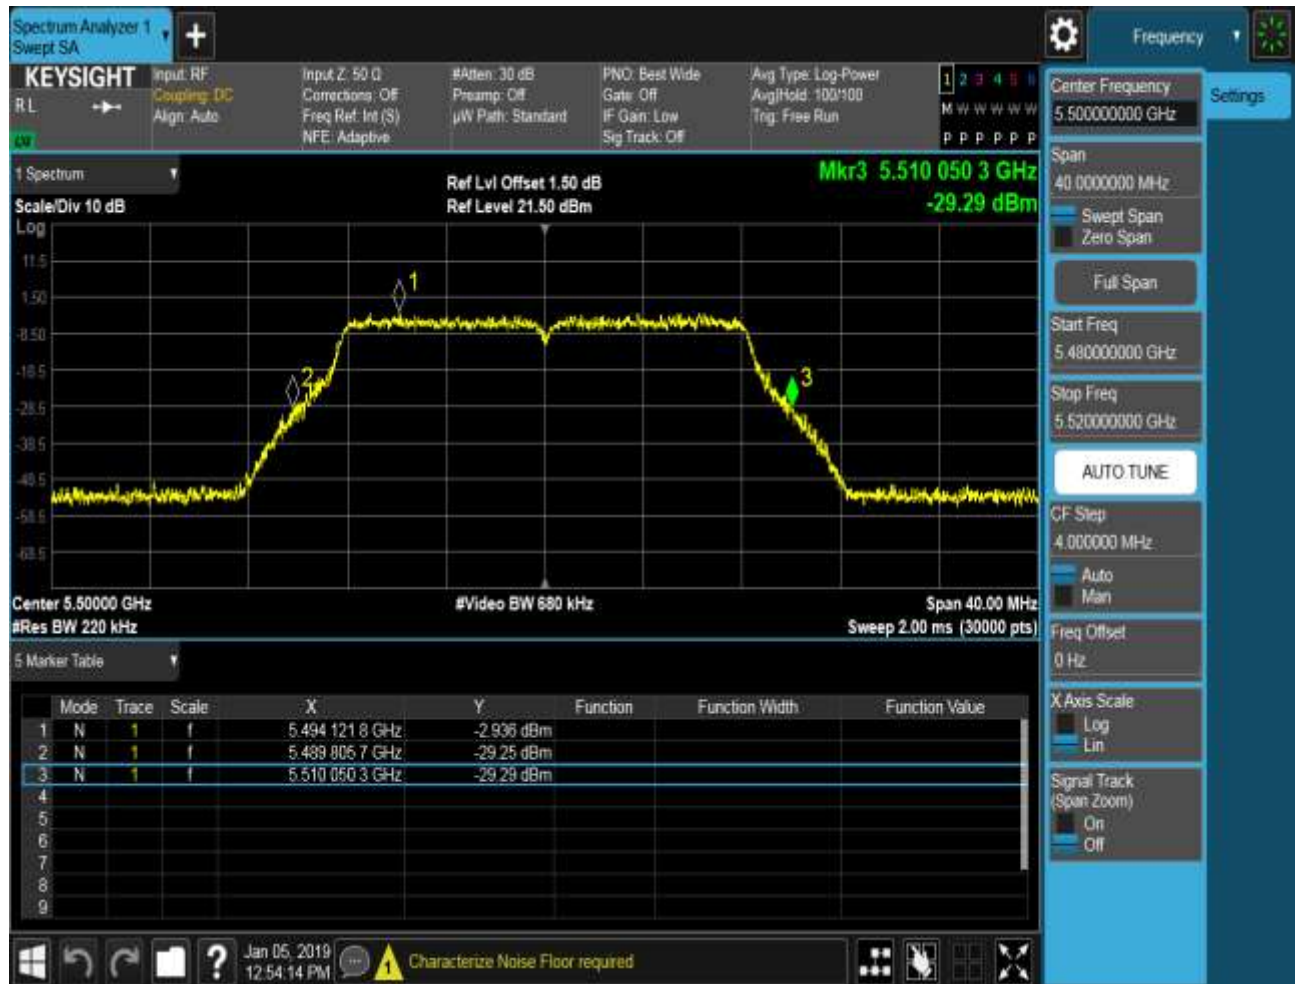 Spectrum Analyzer 1
Swept SA
+
Frequency
KEYSIGHT
R L
Input: RF
Coupling: DC
Align: Auto
Input Z: 50 Ω
Corrections: Off
Freq Ref: Int (S)
NFE: Adaptive
#Atten: 30 dB
Preamp: Off
µW Path: Standard
PNO: Best Wide
Gate: Off
IF Gain: Low
Sig Track: Off
Avg Type: Log-Power
Avg|Hold: 100/100
Trig: Free Run
1 2 3 4 5 6
M W W W W W
P P P P P P
1 Spectrum
Scale/Div 10 dB
Log
Ref Lvl Offset 1.50 dB
Ref Level 21.50 dBm
Mkr3 5.510 050 3 GHz
-29.29 dBm
11.5
1.50
-8.50
-18.5
-28.5
-38.5
-48.5
-58.5
-68.5
1
2
3
Center 5.50000 GHz
#Res BW 220 kHz
#Video BW 680 kHz
Span 40.00 MHz
Sweep 2.00 ms (30000 pts)
5 Marker Table
Mode Trace Scale X Y Function Function Width Function Value
1 N 1 f 5.494 121 8 GHz -2.936 dBm
2 N 1 f 5.489 805 7 GHz -29.25 dBm
3 N 1 f 5.510 050 3 GHz -29.29 dBm
4
5
6
7
8
9
Center Frequency
5.500000000 GHz
Settings
Span
40.0000000 MHz
Swept Span
Zero Span
Full Span
Start Freq
5.480000000 GHz
Stop Freq
5.520000000 GHz
AUTO TUNE
CF Step
4.000000 MHz
Auto
Man
Freq Offset
0 Hz
X Axis Scale
Log
Lin
Signal Track
(Span Zoom)
On
Off
?
Jan 05, 2019
12:54:14 PM
1
Characterize Noise Floor required